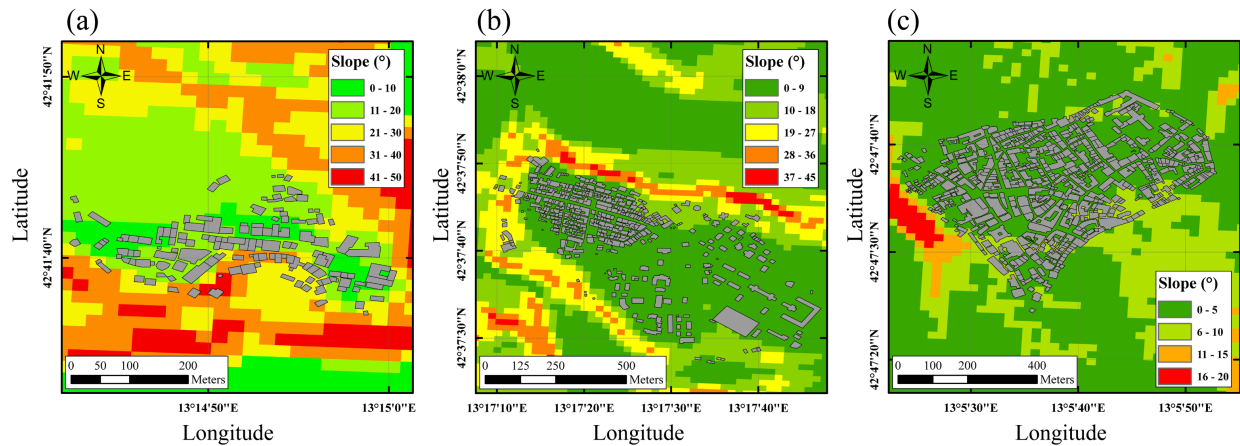 (a)
N
W E
S
Slope (°)
0 - 10
11 - 20
21 - 30
31 - 40
41 - 50
42°41'50"N
42°41'40"N
Latitude
0 100 200
Meters
13°14'50"E
13°15'0"E
Longitude
(b)
N
W E
S
Slope (°)
0 - 9
10 - 18
19 - 27
28 - 36
37 - 45
42°38'0"N
42°37'50"N
42°37'40"N
42°37'30"N
Latitude
0 125 250 500
Meters
13°17'10"E
13°17'20"E
13°17'30"E
13°17'40"E
Longitude
(c)
N
W E
S
42°47'40"N
42°47'30"N
42°47'20"N
Latitude
Slope (°)
0 - 5
6 - 10
11 - 15
16 - 20
0 100 200 400
Meters
13°5'30"E
13°5'40"E
13°5'50"E
Longitude